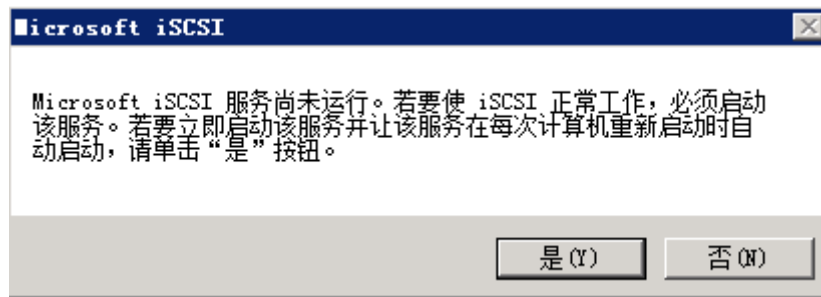 Microsoft iSCSI
Microsoft iSCSI 服务尚未运行。若要使 iSCSI 正常工作，必须启动
该服务。若要立即启动该服务并让该服务在每次计算机重新启动时自
动启动，请单击“是”按钮。
是(Y)
否(N)